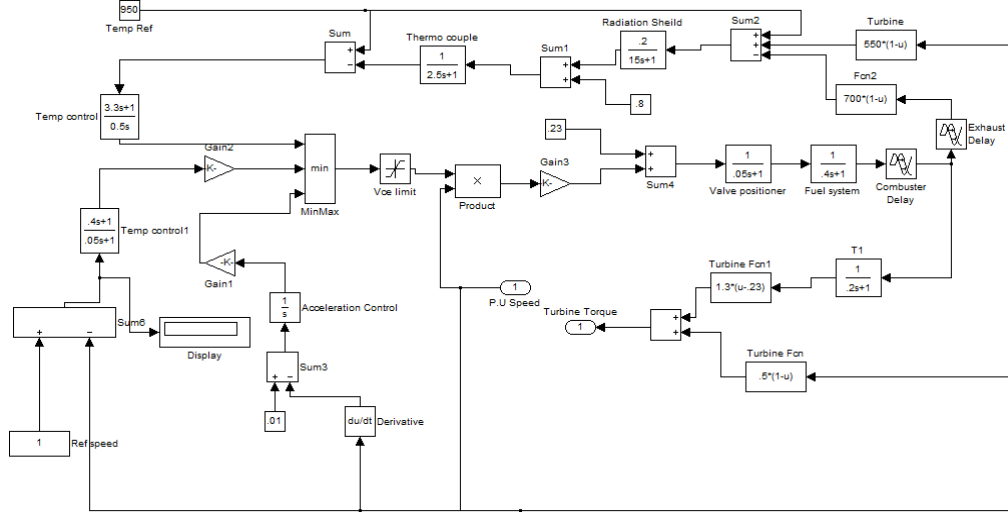 950
Temp Ref
Sum
Thermo couple
1
2.5s+1
Sum1
Radiation Sheild
.2
15s+1
Sum2
Turbine
550*(1-u)
Fcn2
700*(1-u)
Exhaust
Delay
.8
Temp control
3.3s+1
0.5s
Gain2
-K-
min
MinMax
Vce limit
×
Product
.23
Gain3
-K-
Sum4
1
.05s+1
Valve positioner
1
.4s+1
Fuel system
Combuster
Delay
.4s+1
.05s+1
Temp control1
-K-
Gain1
1
s
Acceleration Control
1
P.U Speed
T1
1
.2s+1
Turbine Fcn1
1.3*(u-.23)
Turbine Torque
1
Sum6
Display
Sum3
.01
du/dt
Derivative
Turbine Fcn
.5*(1-u)
1
Ref speed